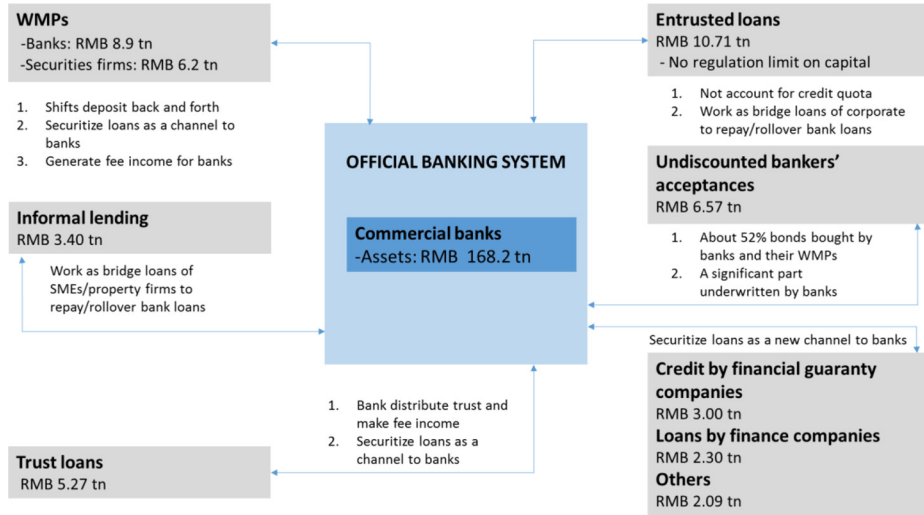 WMPs
-Banks: RMB 8.9 tn
-Securities firms: RMB 6.2 tn
1. Shifts deposit back and forth
2. Securitize loans as a channel to
banks
3. Generate fee income for banks
Informal lending
RMB 3.40 tn
Work as bridge loans of
SMEs/property firms to
repay/rollover bank loans
Trust loans
RMB 5.27 tn
OFFICIAL BANKING SYSTEM
Commercial banks
-Assets: RMB 168.2 tn
1. Bank distribute trust and
make fee income
2. Securitize loans as a
channel to banks
Entrusted loans
RMB 10.71 tn
- No regulation limit on capital
1. Not account for credit quota
2. Work as bridge loans of corporate
to repay/rollover bank loans
Undiscounted bankers'
acceptances
RMB 6.57 tn
1. About 52% bonds bought by
banks and their WMPs
2. A significant part
underwritten by banks
Securitize loans as a new channel to banks
Credit by financial guaranty
companies
RMB 3.00 tn
Loans by finance companies
RMB 2.30 tn
Others
RMB 2.09 tn